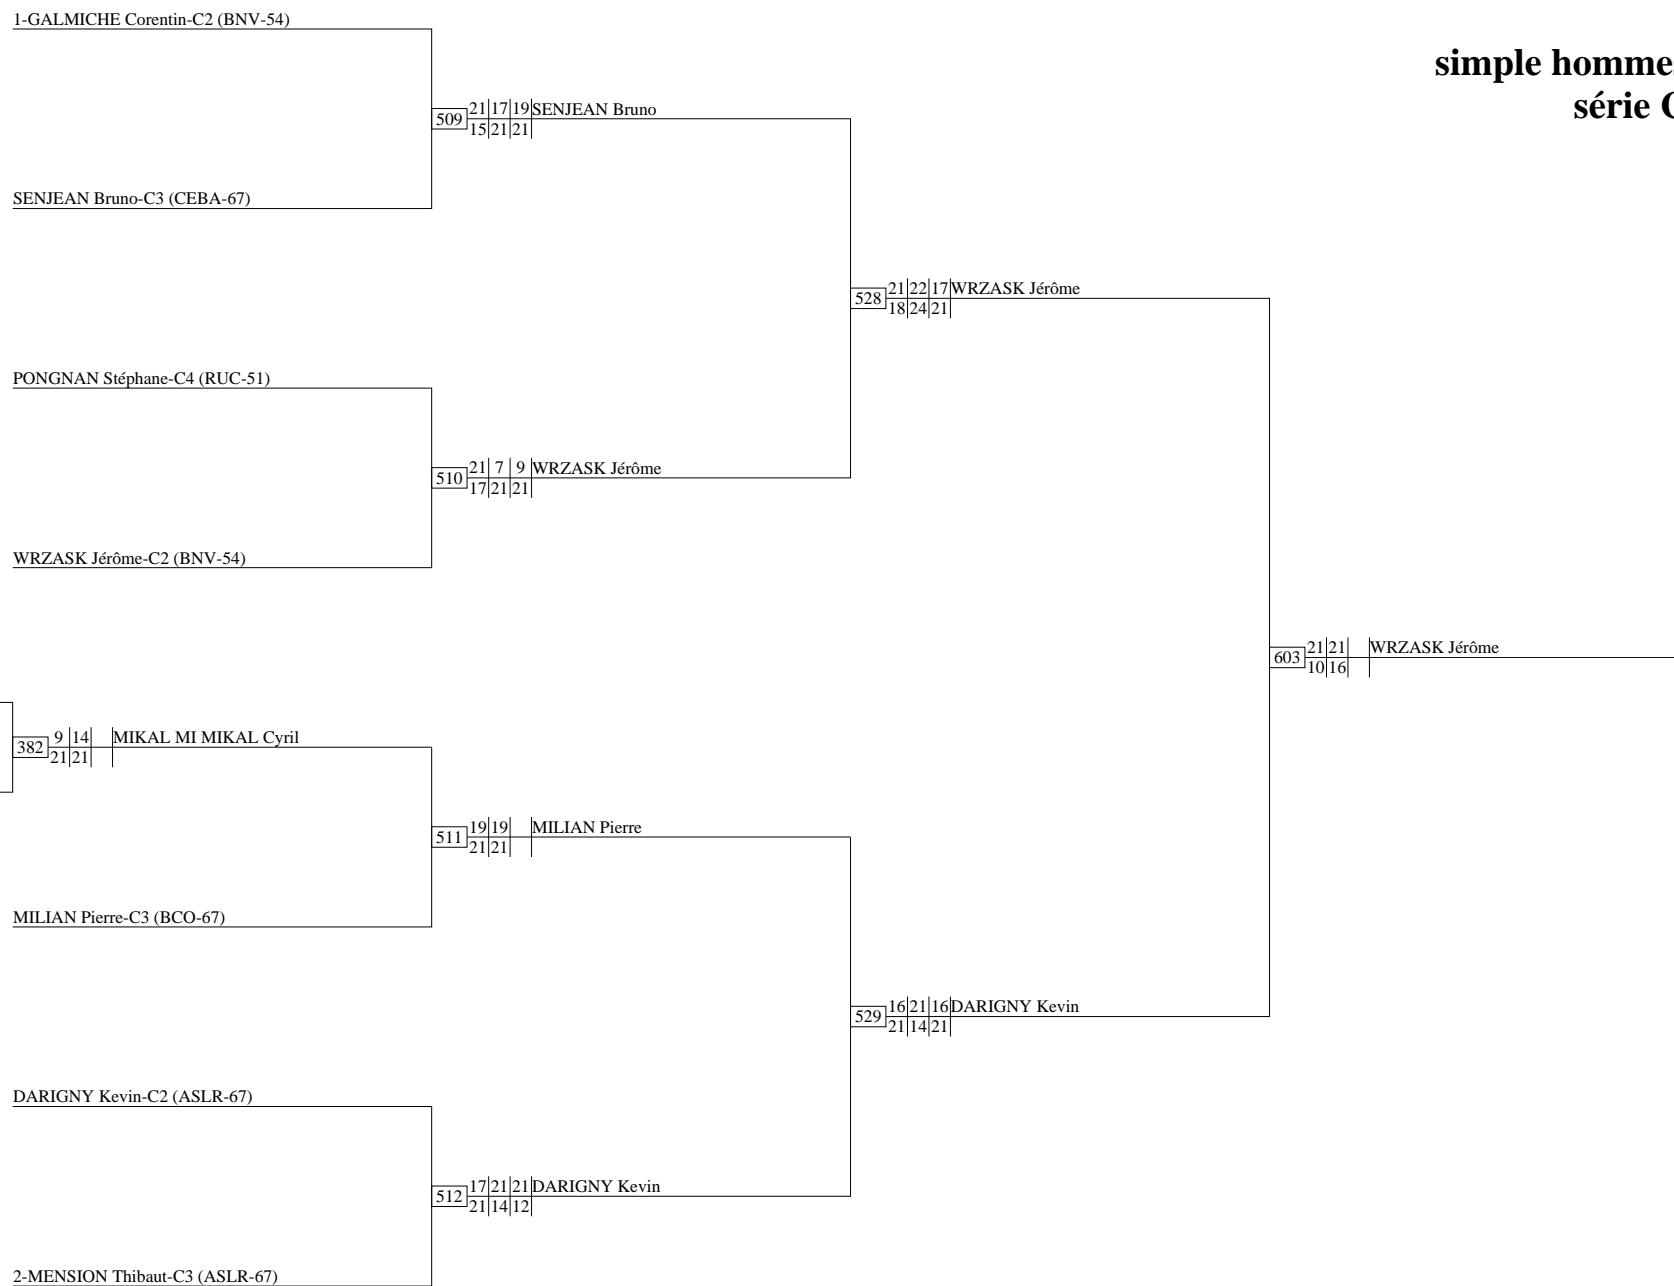 1-GALMICHE Corentin-C2 (BNV-54)
simple hommes
série C
509 21 17 19 SENJEAN Bruno
15 21 21
SENJEAN Bruno-C3 (CEBA-67)
528 21 22 17 WRZASK Jérôme
18 24 21
PONGNAN Stéphane-C4 (RUC-51)
510 21 7 9 WRZASK Jérôme
17 21 21
WRZASK Jérôme-C2 (BNV-54)
603 21 21 WRZASK Jérôme
10 16
382 9 14 MIKAL MI MIKAL Cyril
21 21
511 19 19 MILIAN Pierre
21 21
MILIAN Pierre-C3 (BCO-67)
529 16 21 16 DARIGNY Kevin
21 14 21
DARIGNY Kevin-C2 (ASLR-67)
512 17 21 21 DARIGNY Kevin
21 14 12
2-MENSION Thibaut-C3 (ASLR-67)